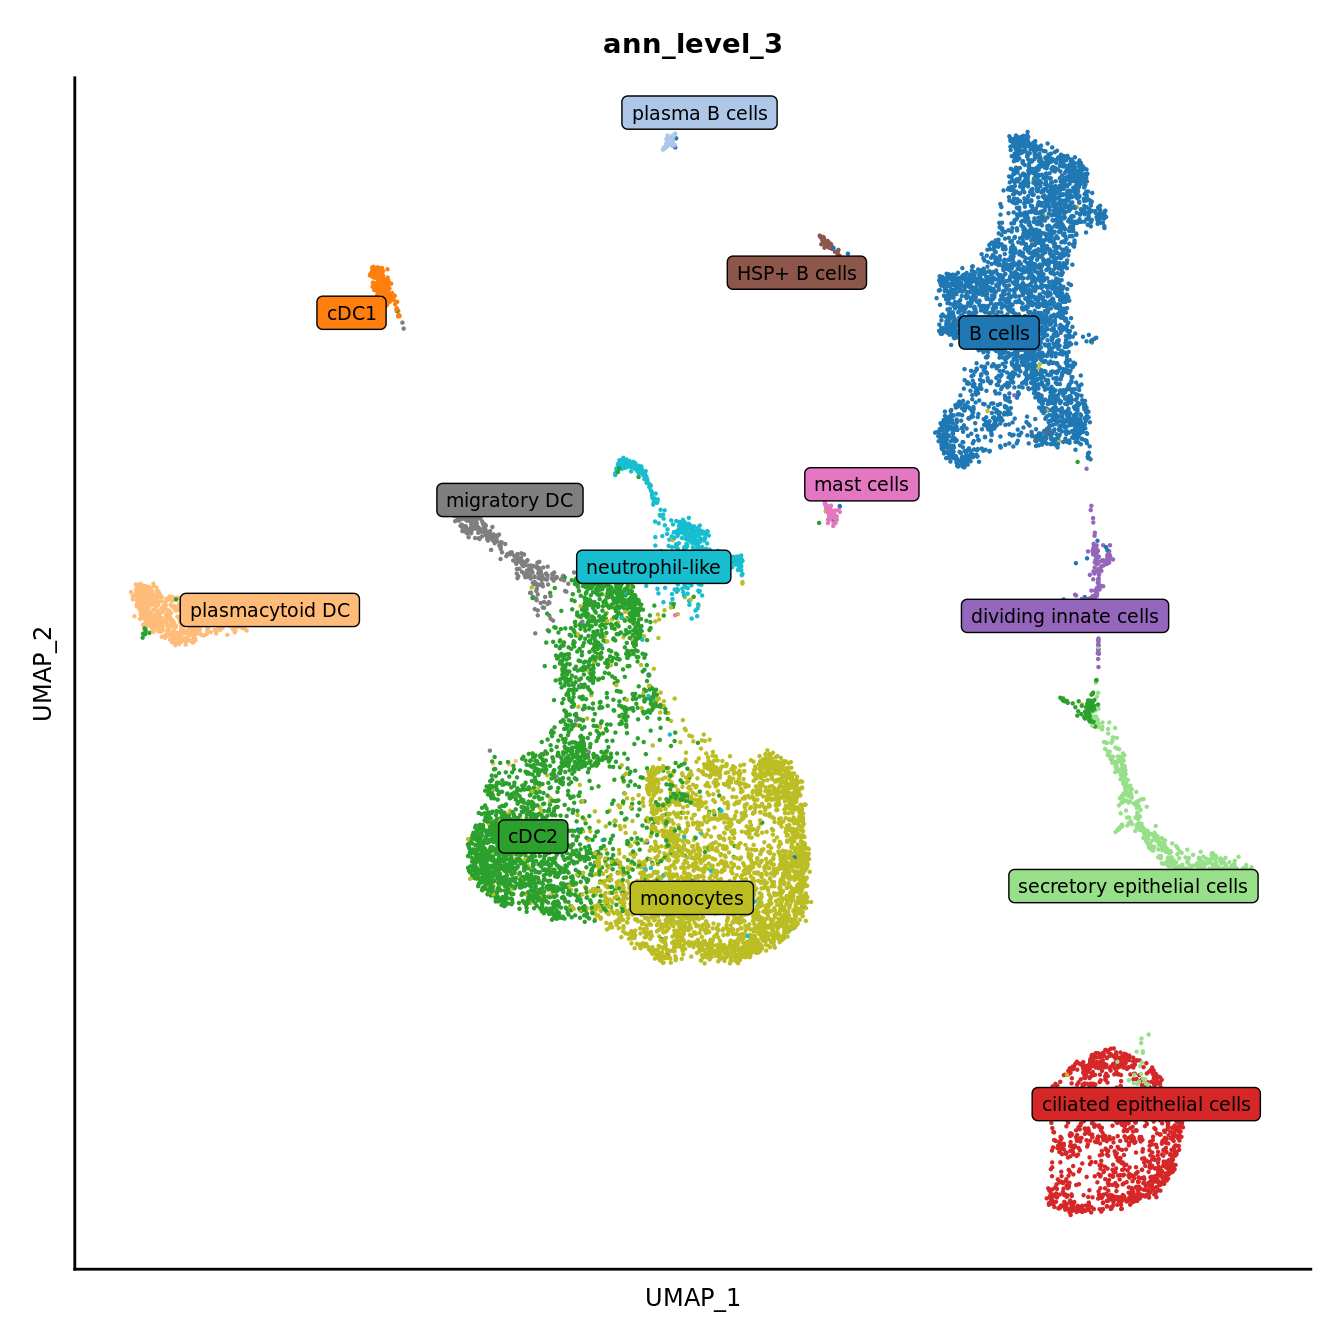 ann_level_3
plasma B cells
HSP+ B cells
cDC1
B cells
mast cells
migratory DC
neutrophil-like
plasmacytoid DC
dividing innate cells
UMAP_2
cDC2
secretory epithelial cells
monocytes
ciliated epithelial cells
UMAP_1